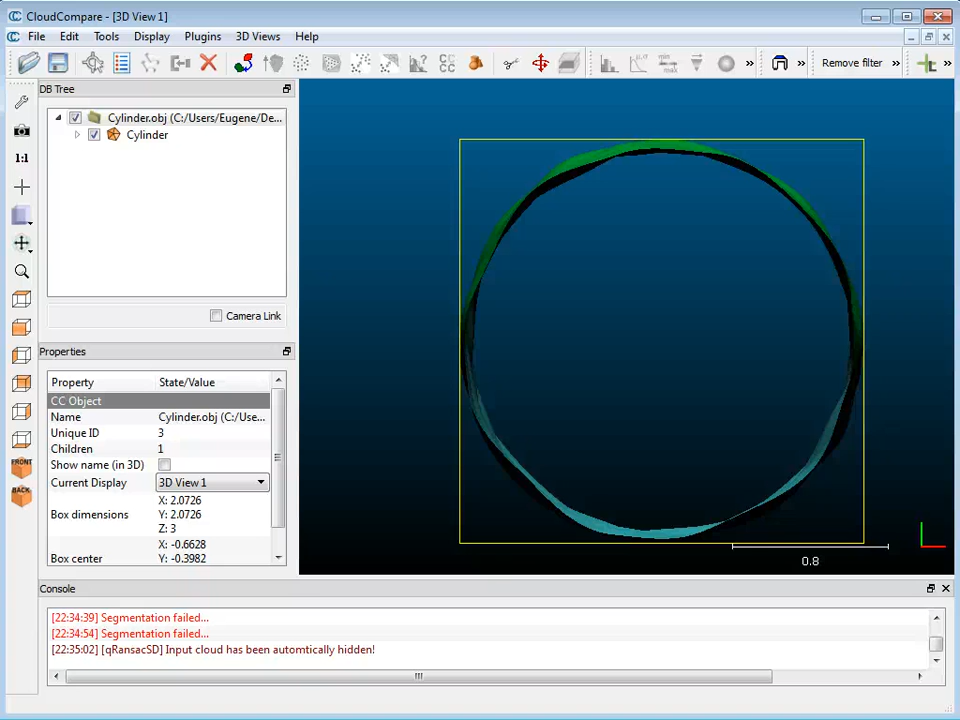 CloudCompare - [3D View 1]
File Edit Tools Display Plugins 3D Views Help
Remove filter
DB Tree
Cylinder.obj (C:/Users/Eugene/De...
Cylinder
1:1
Camera Link
Properties
Property State/Value
CC Object
Name Cylinder.obj (C:/Use...
Unique ID 3
Children 1
Show name (in 3D)
Current Display 3D View 1
X: 2.0726
Box dimensions Y: 2.0726
Z: 3
X: -0.6628
Box center Y: -0.3982
FRONT
BACK
0.8
Console
[22:34:39] Segmentation failed...
[22:34:54] Segmentation failed...
[22:35:02] [qRansacSD] Input cloud has been automtically hidden!